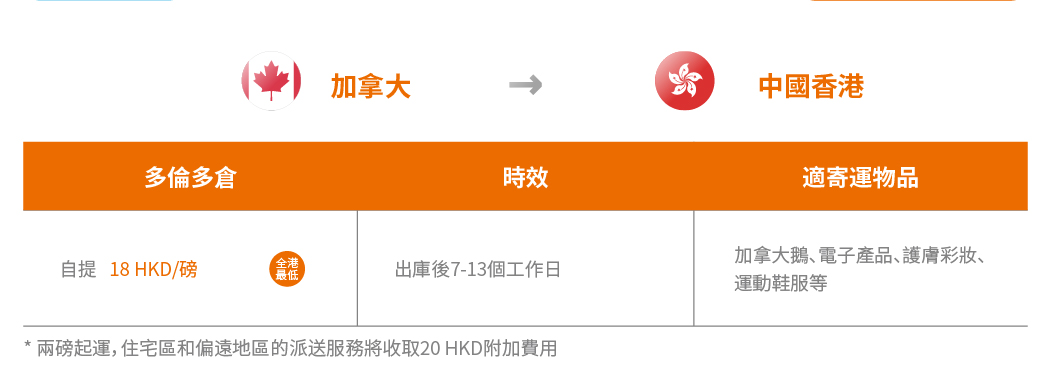 加拿大 → 中國香港
多倫多倉 時效 適寄運物品
自提 18 HKD/磅 全港最低 出庫後7-13個工作日 加拿大鵝、電子產品、護膚彩妝、
運動鞋服等
* 兩磅起運，住宅區和偏遠地區的派送服務將收取20 HKD附加費用